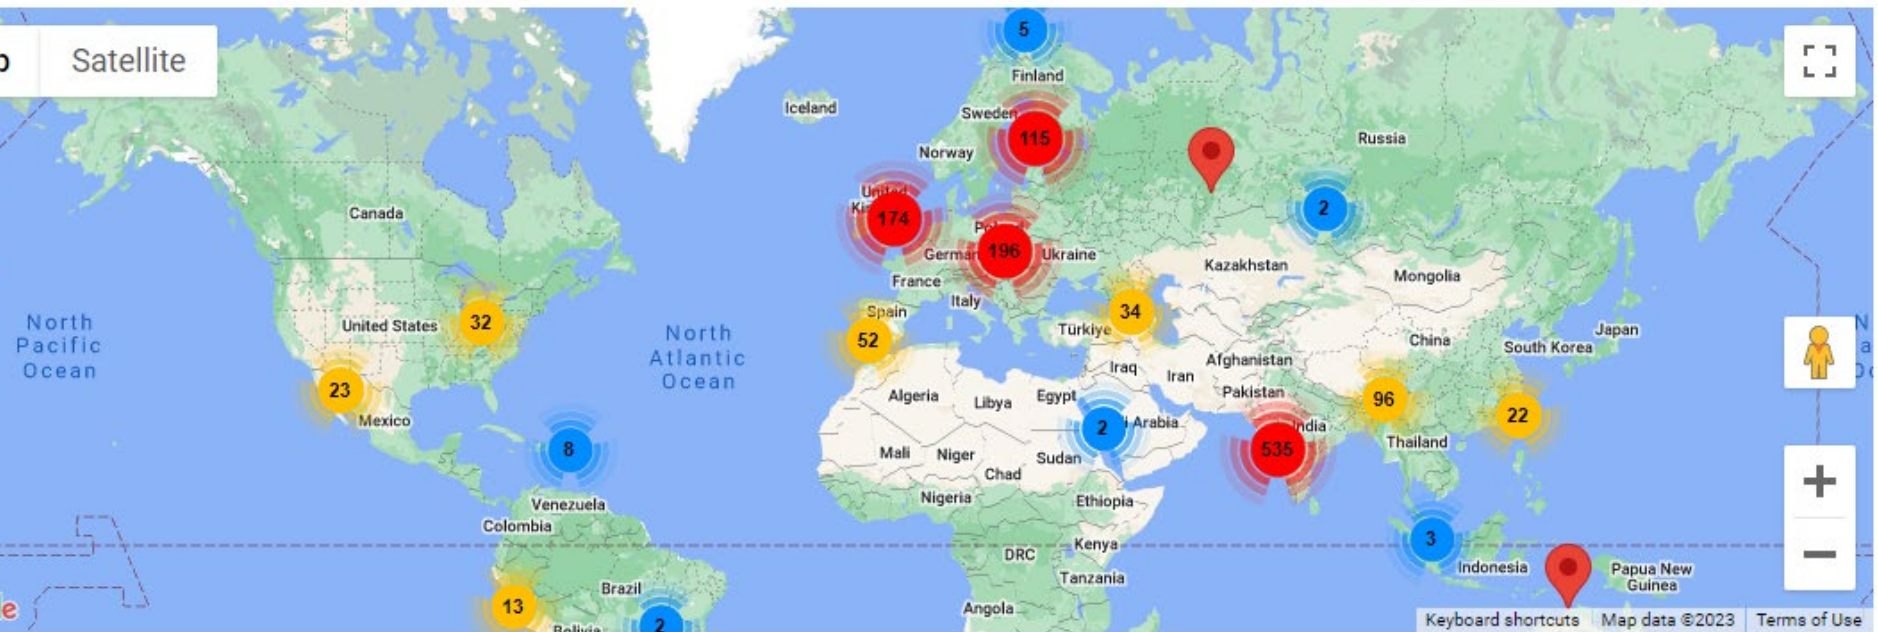 Satellite
5
Finland
Iceland
Sweden
115
Russia
Norway
United
174
2
Canada
196
Ukraine
Kazakhstan
Mongolia
France
Italy
Spain
34
32
United States
North
Pacific
Ocean
North
Atlantic
Ocean
52
Türkiye
Japan
China
South Korea
Afghanistan
Iraq
Iran
23
Algeria
Libya
Egypt
Pakistan
96
22
Mexico
2
i Arabia
India
Thailand
8
Mali
Niger
Sudan
535
Chad
Venezuela
Nigeria
Ethiopia
Colombia
3
DRC
Kenya
Indonesia
Papua New
Guinea
Tanzania
Brazil
13
Angola
2
Bolivia
Keyboard shortcuts
Map data ©2023
Terms of Use